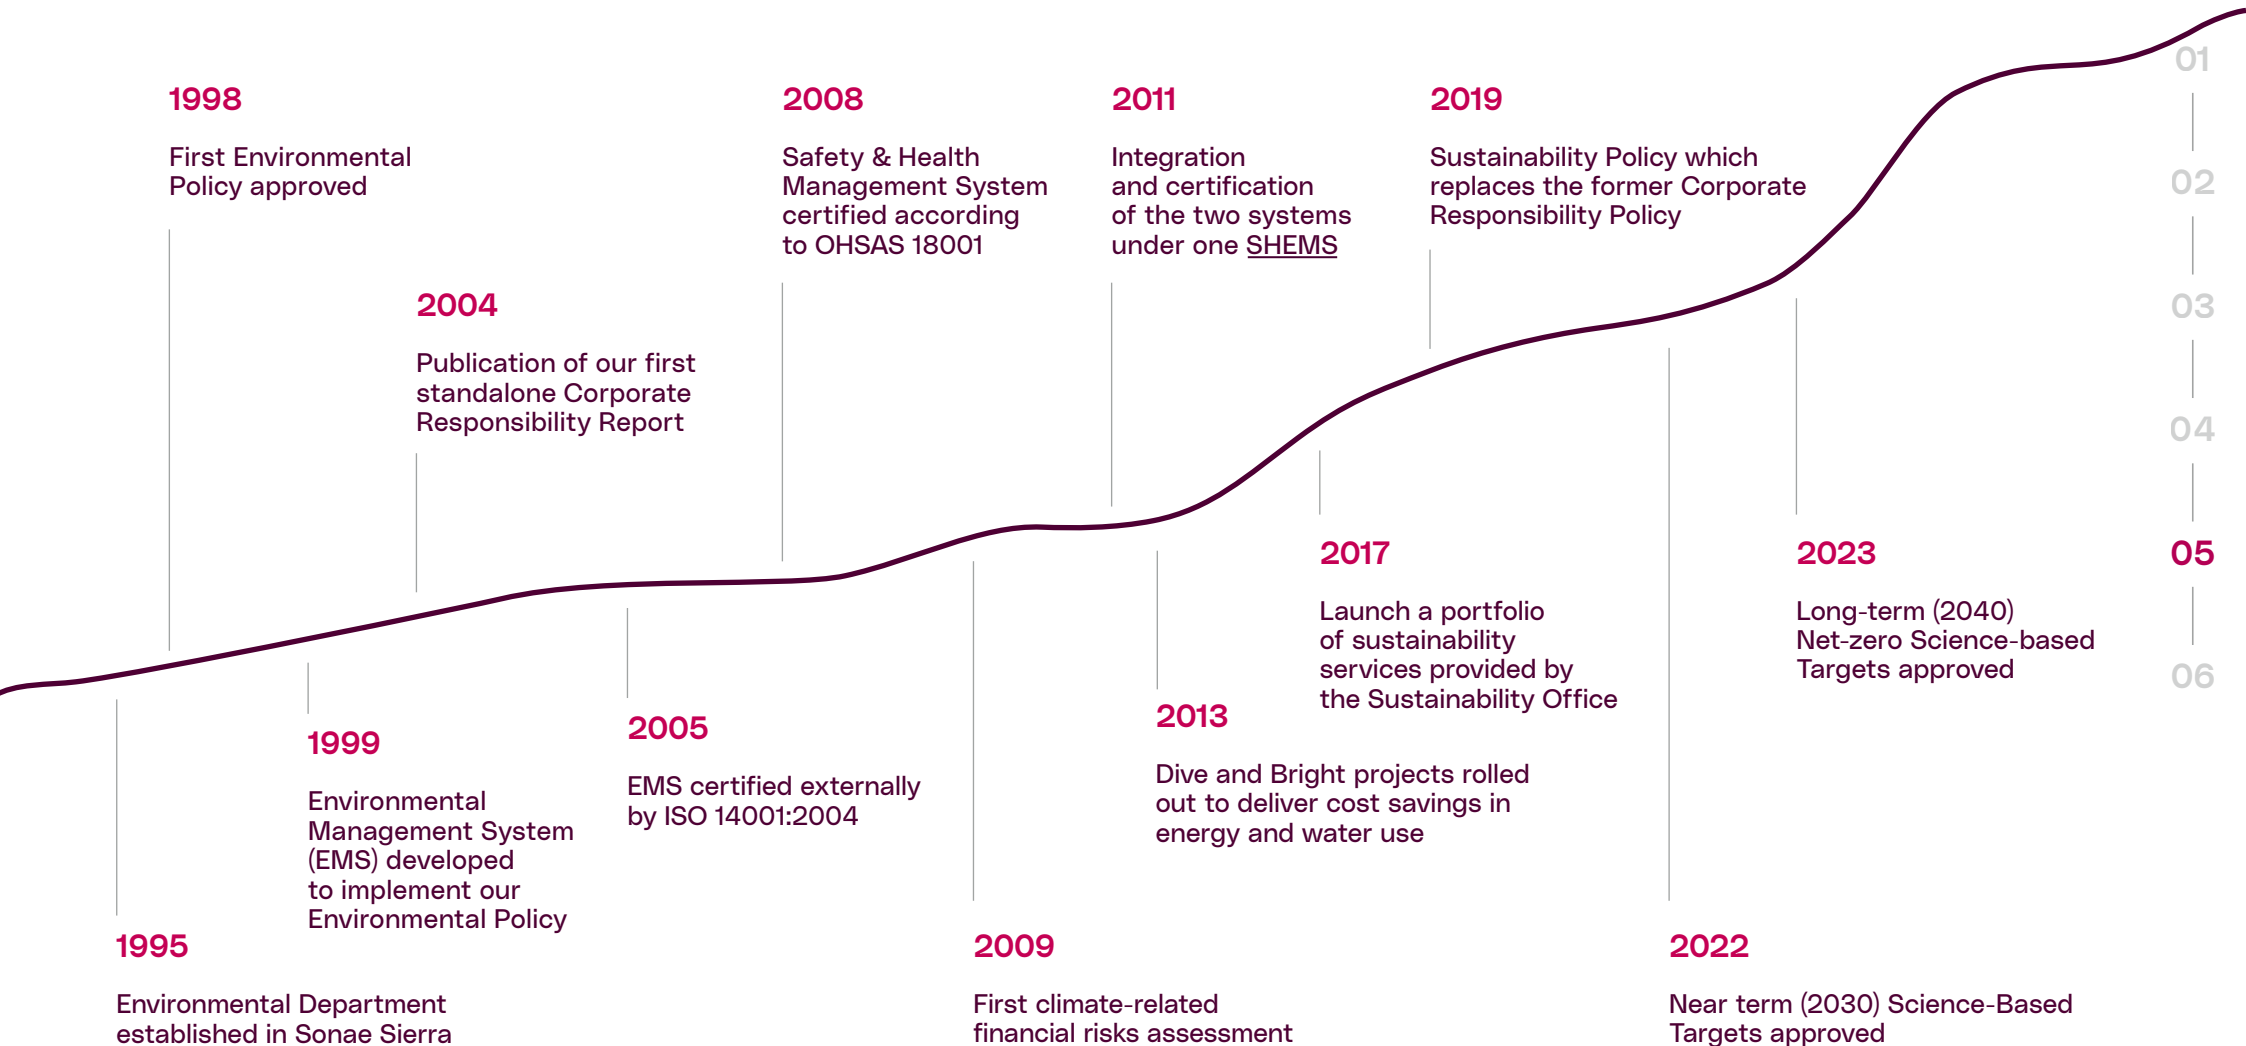 1998
First Environmental
Policy approved
2004
Publication of our first
standalone Corporate
Responsibility Report
2008
Safety & Health
Management System
certified according
to OHSAS 18001
2011
Integration
and certification
of the two systems
under one SHEMS
2019
Sustainability Policy which
replaces the former Corporate
Responsibility Policy
1995
Environmental Department
established in Sonae Sierra
1999
Environmental
Management System
(EMS) developed
to implement our
Environmental Policy
2005
EMS certified externally
by ISO 14001:2004
2009
First climate-related
financial risks assessment
2013
Dive and Bright projects rolled
out to deliver cost savings in
energy and water use
2017
Launch a portfolio
of sustainability
services provided by
the Sustainability Office
2022
Near term (2030) Science-Based
Targets approved
2023
Long-term (2040)
Net-zero Science-based
Targets approved
01
02
03
04
05
06